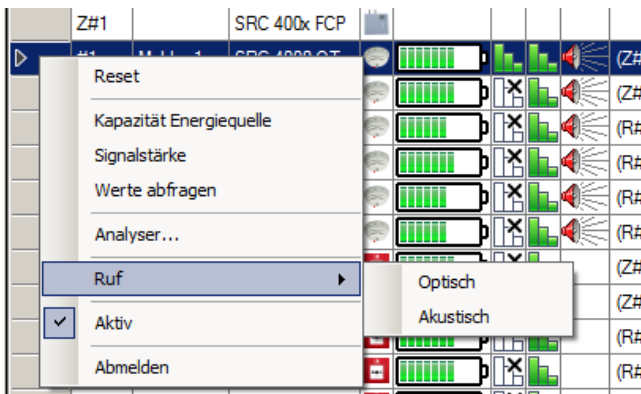 Z#1 SRC 400x FCP
(Z#
Reset
(Z#
Kapazität Energiequelle
(R#
Signalstärke
(R#
Werte abfragen
(R#
Analyser...
(R#
Ruf
(Z#
Optisch
(Z#
Akustisch
Aktiv
(R#
Abmelden
(R#